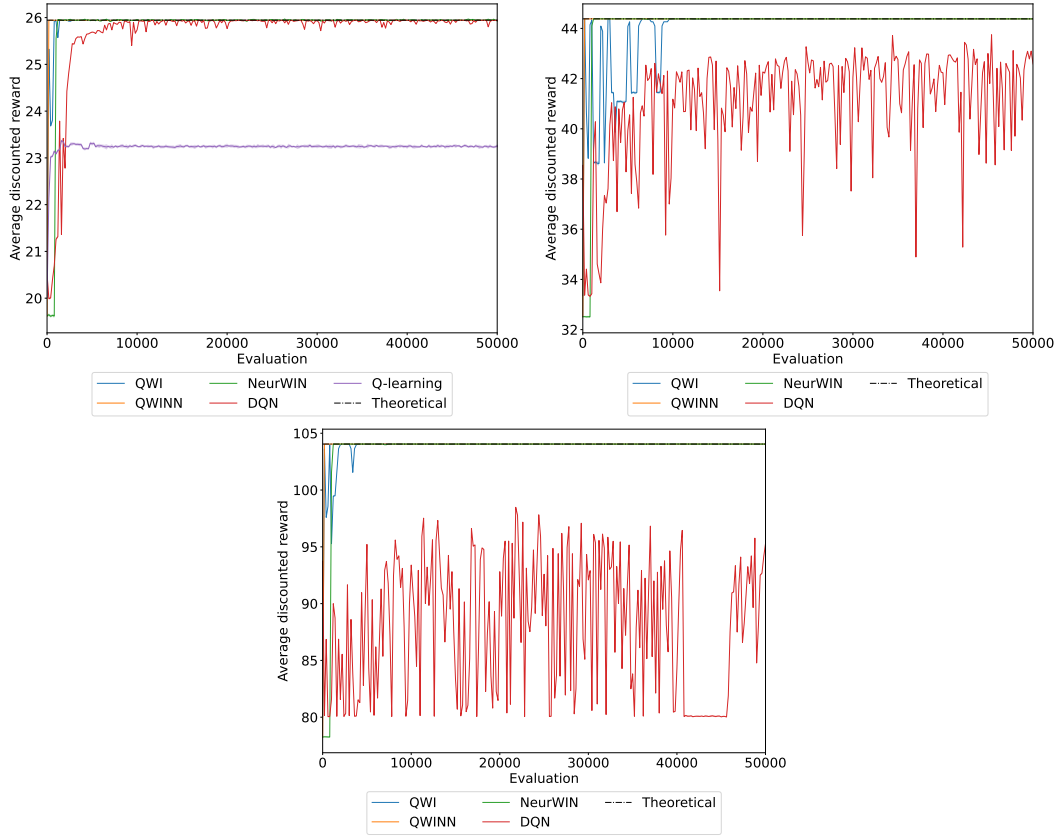 26
25
24
23
22
21
20
Average discounted reward
0 10000 20000 30000 40000 50000
Evaluation
QWI NeurWIN Q-learning
QWINN DQN Theoretical
44
42
40
38
36
34
32
Average discounted reward
0 10000 20000 30000 40000 50000
Evaluation
QWI NeurWIN Theoretical
QWINN DQN
105
100
95
90
85
80
Average discounted reward
0 10000 20000 30000 40000 50000
Evaluation
QWI NeurWIN Theoretical
QWINN DQN